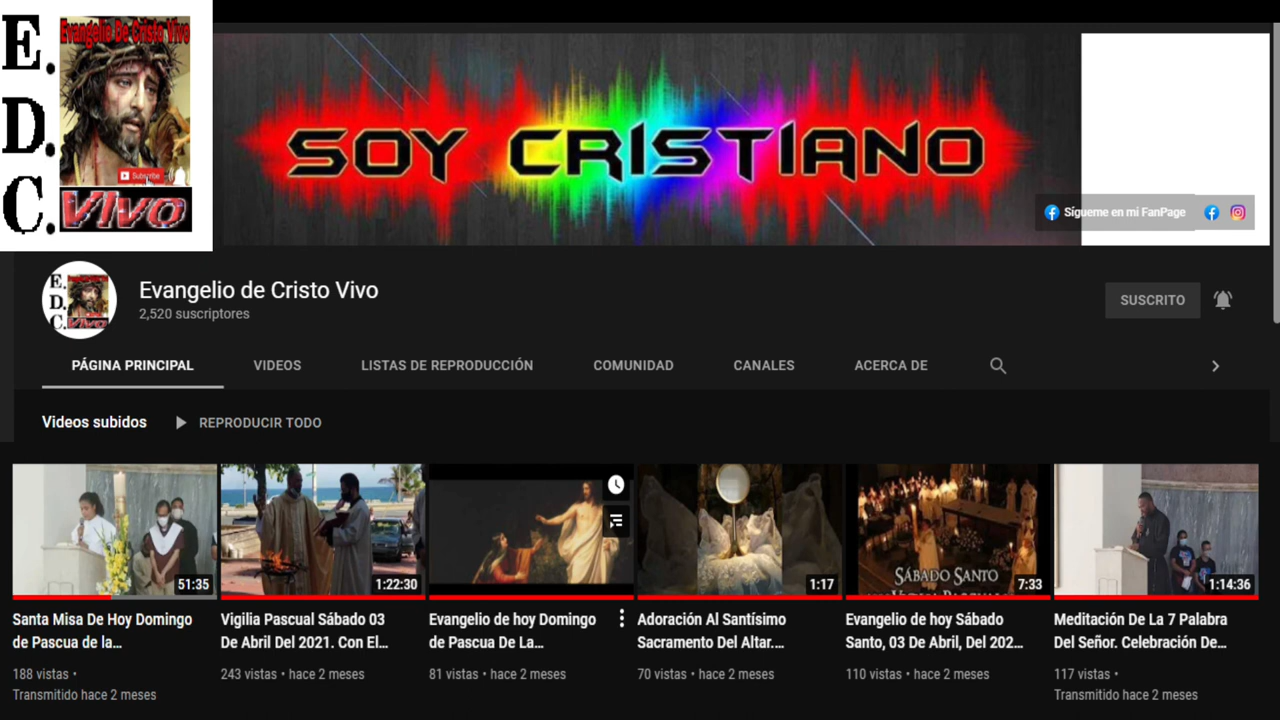 E.
D.
C.
Evangelio De Cristo Vivo
Subscribe
Vivo
SOY CRISTIANO
Sígueme en mi FanPage
E.
D.
C.
Vivo
Evangelio de Cristo Vivo
2,520 suscriptores
SUSCRITO
PÁGINA PRINCIPAL
VIDEOS
LISTAS DE REPRODUCCIÓN
COMUNIDAD
CANALES
ACERCA DE
Videos subidos
REPRODUCIR TODO
51:35
Santa Misa De Hoy Domingo
de Pascua de la...
188 vistas •
Transmitido hace 2 meses
1:22:30
Vigilia Pascual Sábado 03
De Abril Del 2021. Con El...
243 vistas • hace 2 meses
Evangelio de hoy Domingo
de Pascua De La...
81 vistas • hace 2 meses
1:17
Adoración Al Santísimo
Sacramento Del Altar....
70 vistas • hace 2 meses
SÁBADO SANTO
7:33
Evangelio de hoy Sábado
Santo, 03 De Abril, Del 202...
110 vistas • hace 2 meses
1:14:36
Meditación De La 7 Palabra
Del Señor. Celebración De...
117 vistas •
Transmitido hace 2 meses